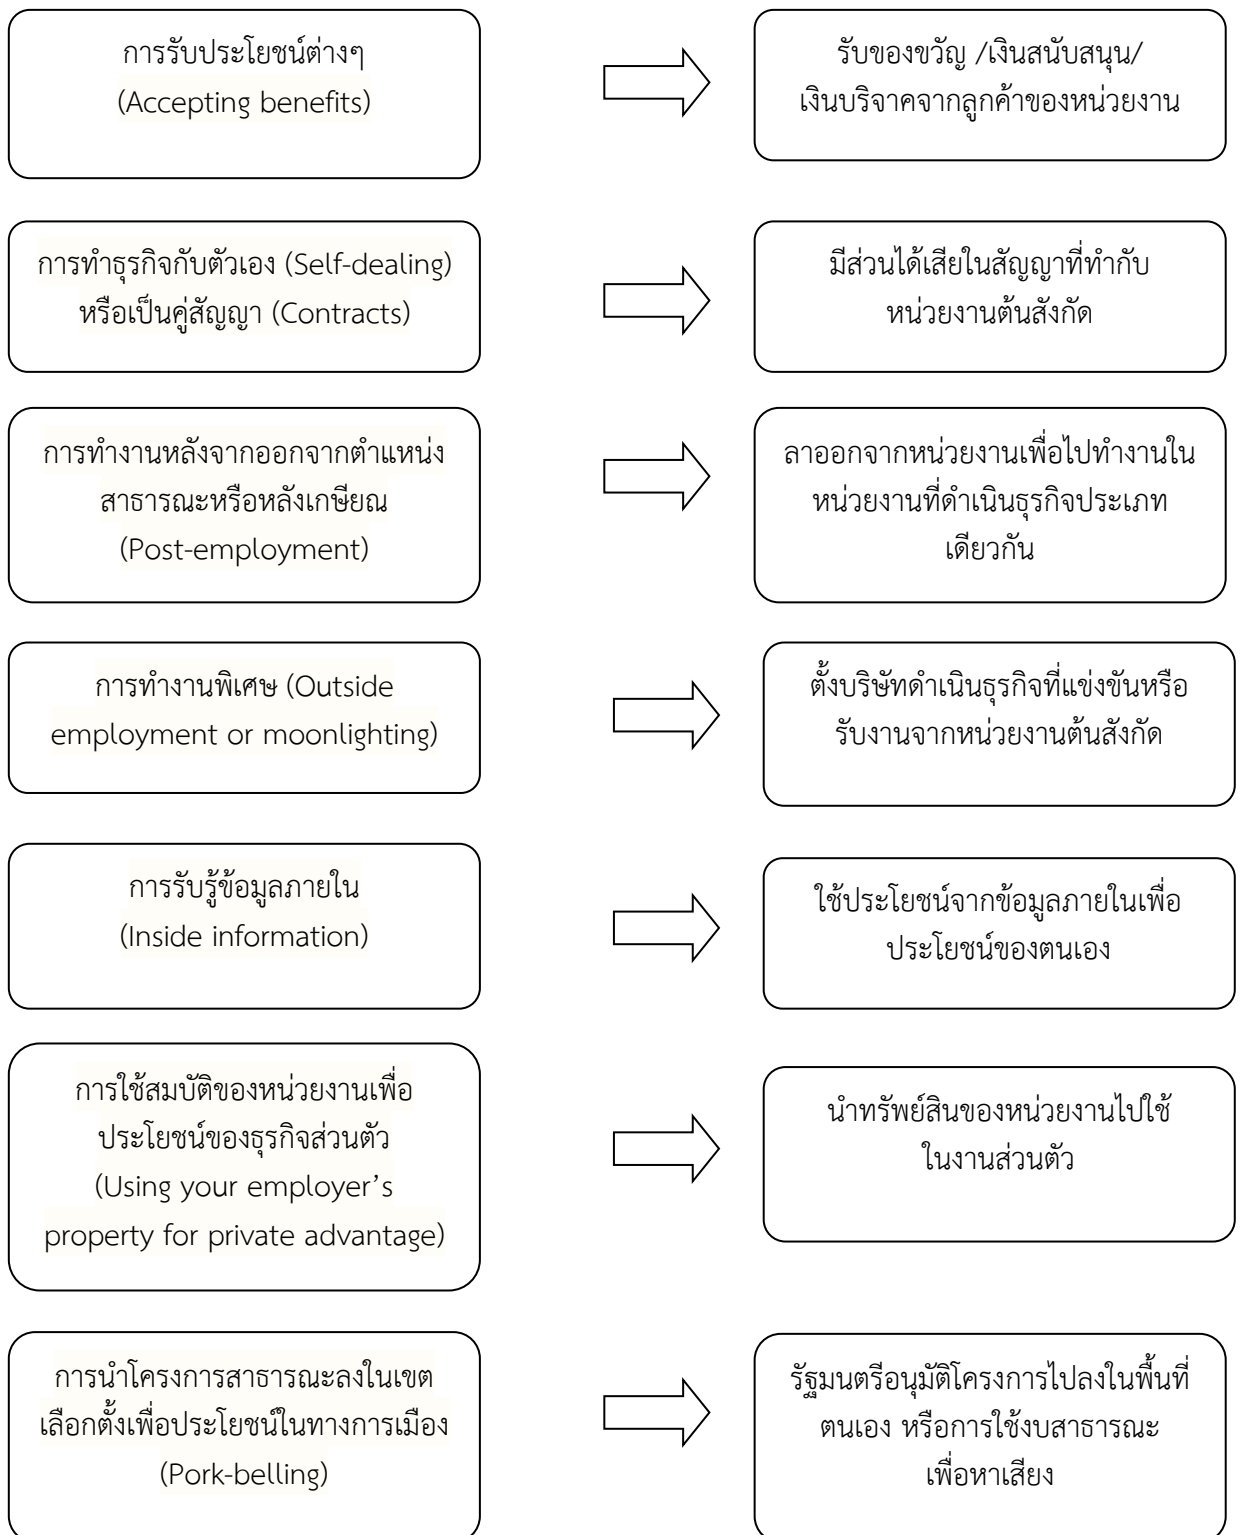 การรับประโยชน์ต่างๆ
(Accepting benefits)
รับของขวัญ /เงินสนับสนุน/
เงินบริจาคจากลูกค้าของหน่วยงาน
การทำธุรกิจกับตัวเอง (Self-dealing)
หรือเป็นคู่สัญญา (Contracts)
มีส่วนได้เสียในสัญญาที่ทำกับ
หน่วยงานต้นสังกัด
การทำงานหลังจากออกจากตำแหน่ง
สาธารณะหรือหลังเกษียณ
(Post-employment)
ลาออกจากหน่วยงานเพื่อไปทำงานใน
หน่วยงานที่ดำเนินธุรกิจประเภท
เดียวกัน
การทำงานพิเศษ (Outside
employment or moonlighting)
ตั้งบริษัทดำเนินธุรกิจที่แข่งขันหรือ
รับงานจากหน่วยงานต้นสังกัด
การรับรู้ข้อมูลภายใน
(Inside information)
ใช้ประโยชน์จากข้อมูลภายในเพื่อ
ประโยชน์ของตนเอง
การใช้สมบัติของหน่วยงานเพื่อ
ประโยชน์ของธุรกิจส่วนตัว
(Using your employer’s
property for private advantage)
นำทรัพย์สินของหน่วยงานไปใช้
ในงานส่วนตัว
การนำโครงการสาธารณะลงในเขต
เลือกตั้งเพื่อประโยชน์ในทางการเมือง
(Pork-belling)
รัฐมนตรีอนุมัติโครงการไปลงในพื้นที่
ตนเอง หรือการใช้งบสาธารณะ
เพื่อหาเสียง